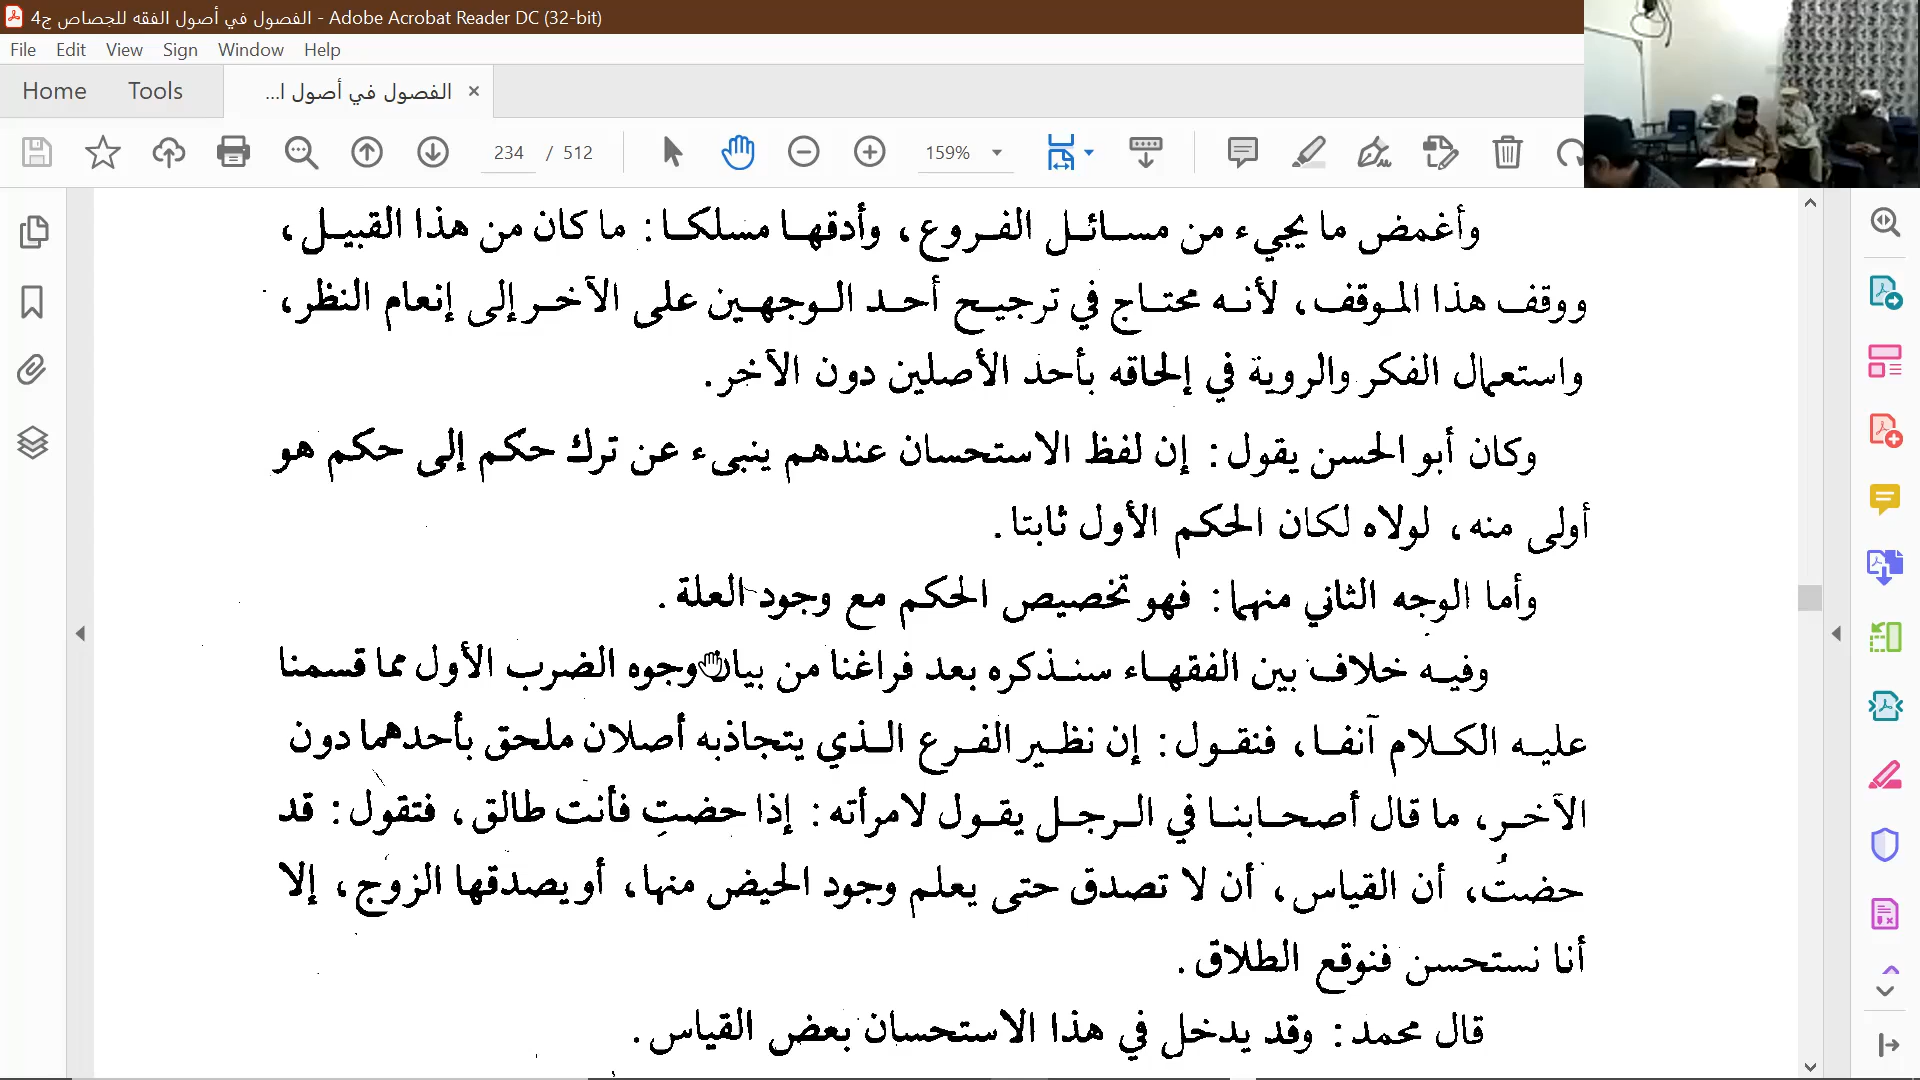 الفصول في أصول الفقه للجصاص ج4 - Adobe Acrobat Reader DC (32-bit)
File Edit View Sign Window Help
Home Tools الفصول في أصول ا... ×
234 / 512 159%
وأغمض ما يجيء من مسائل الفروع، وأدقها مسلكا: ما كان من هذا القبيل،
ووقف هذا الموقف، لأنه محتاج في ترجيح أحد الوجهين على الآخر إلى إنعام النظر،
واستعمال الفكر والروية في إلحاقه بأحد الأصلين دون الآخر.
وكان أبو الحسن يقول: إن لفظ الاستحسان عندهم ينبىء عن ترك حكم إلى حكم هو
أولى منه، لولاه لكان الحكم الأول ثابتا.
وأما الوجه الثاني منهما: فهو تخصيص الحكم مع وجود العلة.
وفيه خلاف بين الفقهاء سنذكره بعد فراغنا من بيان وجوه الضرب الأول مما قسمنا
عليه الكلام آنفا، فنقول: إن نظير الفرع الذي يتجاذبه أصلان ملحق بأحدهما دون
الآخر، ما قال أصحابنا في الرجل يقول لامرأته: إذا حضتِ فأنت طالق، فتقول: قد
حضتُ، أن القياس، أن لا تصدق حتى يعلم وجود الحيض منها، أو يصدقها الزوج، إلا
أنا نستحسن فنوقع الطلاق.
قال محمد: وقد يدخل في هذا الاستحسان بعض القياس.